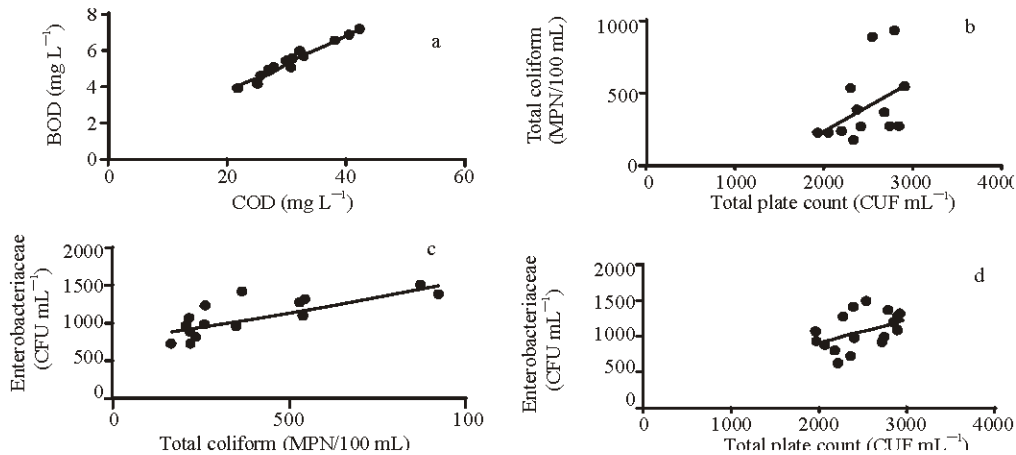 8
6
4
2
0
BOD (mg L⁻¹)
a
0
20
40
60
COD (mg L⁻¹)
1000
500
0
Total coliform
(MPN/100 mL)
b
0
1000
2000
3000
4000
Total plate count (CUF mL⁻¹)
2000
1500
1000
500
0
Enterobacteriaceae
(CFU mL⁻¹)
c
0
500
100
Total coliform (MPN/100 mL)
2000
1500
1000
500
0
Enterobacteriaceae
(CFU mL⁻¹)
d
0
1000
2000
3000
4000
Total plate count (CUF mL⁻¹)